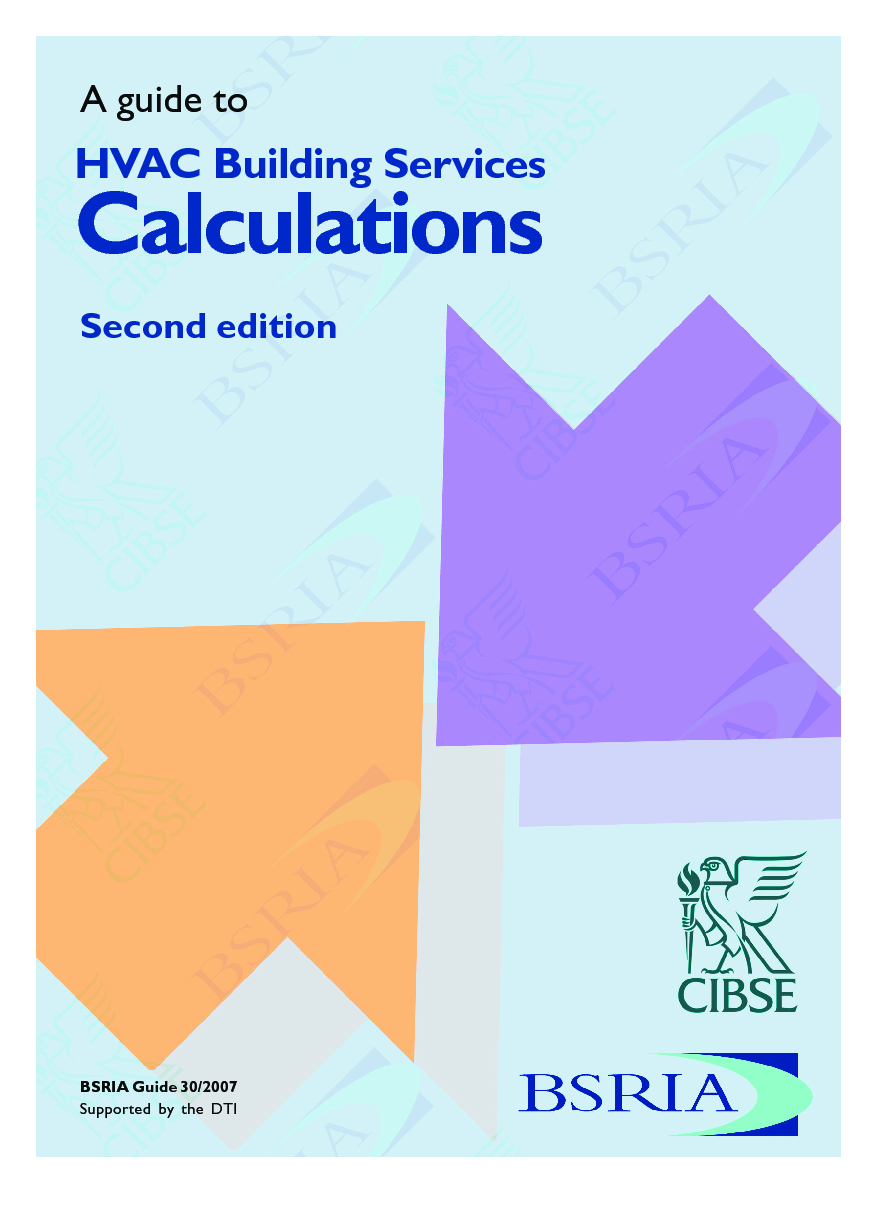 A guide to
HVAC Building Services
Calculations
Second edition
CIBSE
BSRIA Guide 30/2007
Supported by the DTI
BSRIA